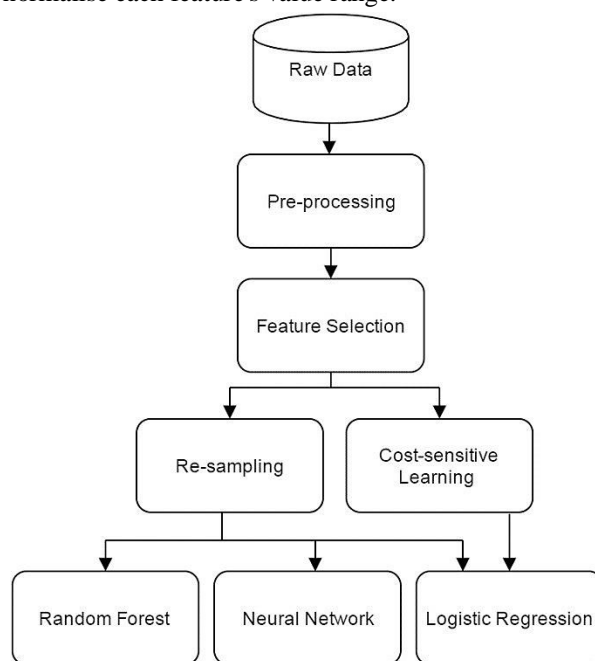 normalise each feature's value range.
Raw Data
Pre-processing
Feature Selection
Re-sampling
Cost-sensitive
Learning
Random Forest
Neural Network
Logistic Regression